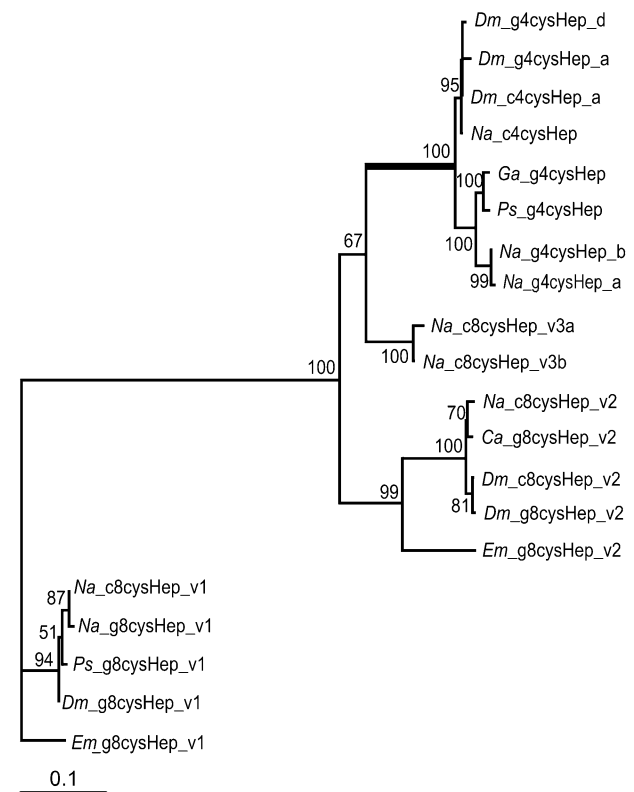 Dm_g4cysHep_d
Dm_g4cysHep_a
95
Dm_c4cysHep_a
Na_c4cysHep
100
Ga_g4cysHep
100
Ps_g4cysHep
67
100
Na_g4cysHep_b
99
Na_g4cysHep_a
Na_c8cysHep_v3a
100
Na_c8cysHep_v3b
100
Na_c8cysHep_v2
70
Ca_g8cysHep_v2
100
Dm_c8cysHep_v2
99
81
Dm_g8cysHep_v2
Em_g8cysHep_v2
Na_c8cysHep_v1
87
Na_g8cysHep_v1
51
94
Ps_g8cysHep_v1
Dm_g8cysHep_v1
Em_g8cysHep_v1
0.1